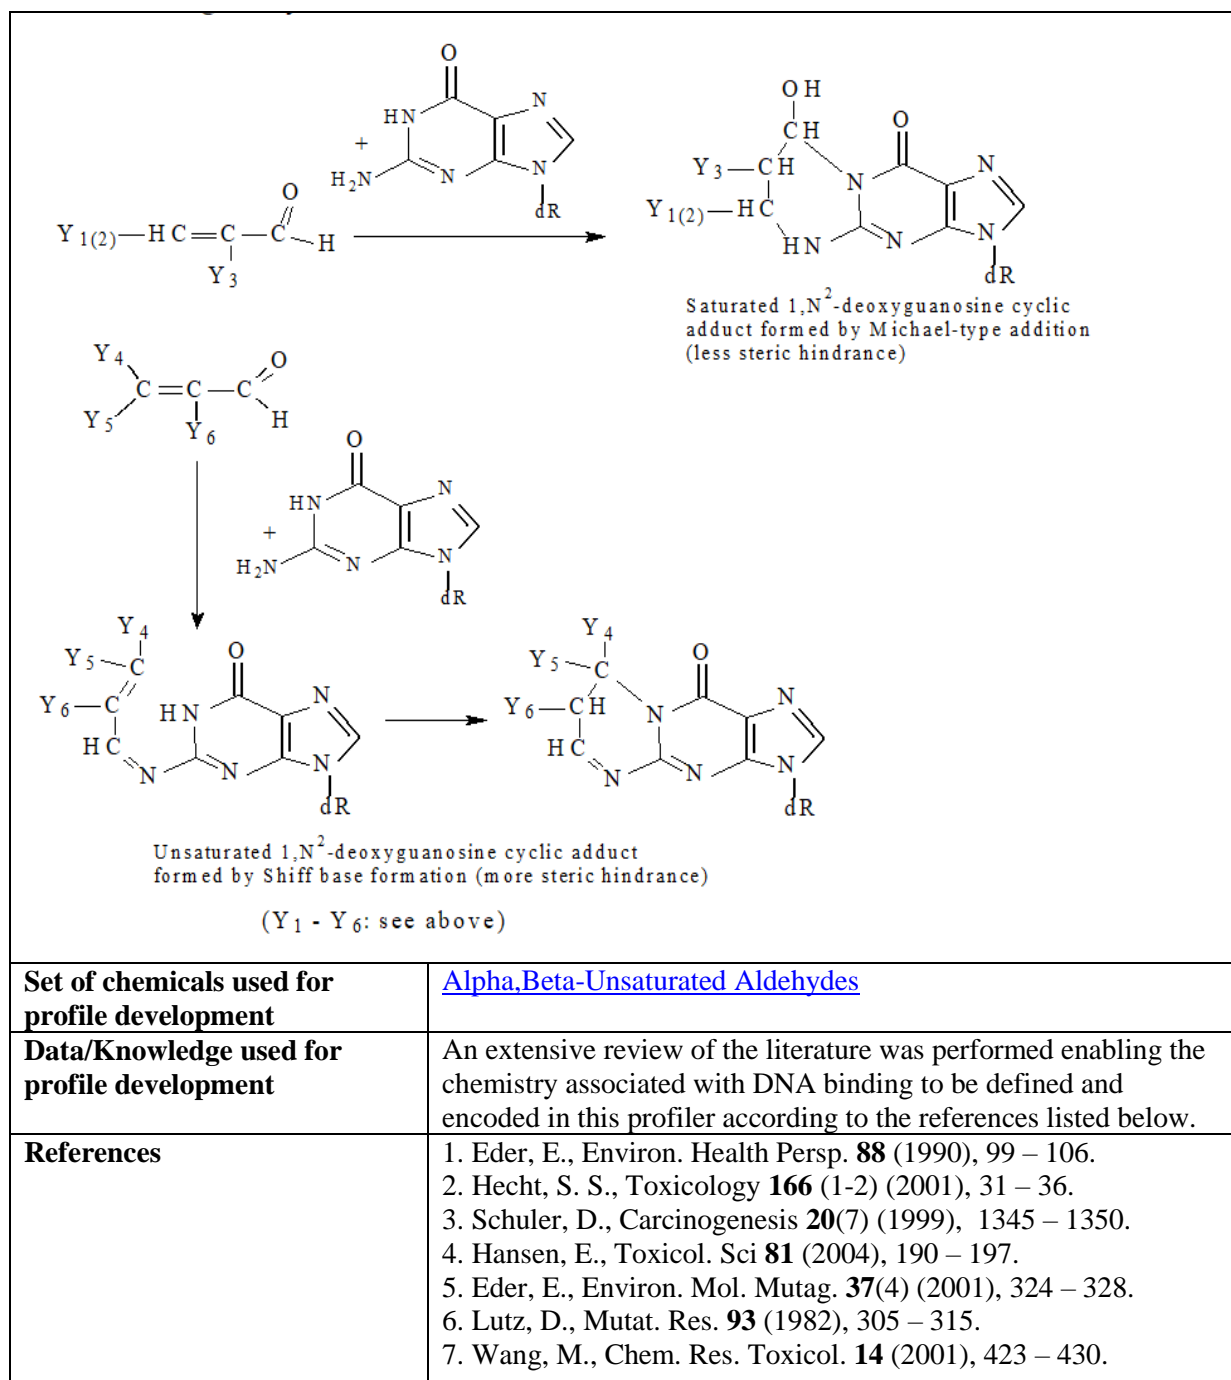 O
HN
N
+
H₂N
N
N
dR
O
Y₁₍₂₎—HC=C—C—H
Y₃
OH
CH
O
Y₃—CH
N
N
Y₁₍₂₎—HC
HN
N
N
dR
Saturated 1,N²-deoxyguanosine cyclic
adduct formed by Michael-type addition
(less steric hindrance)
Y₄
O
C=C—C
Y₅
Y₆
H
O
HN
N
+
H₂N
N
N
dR
Y₄
Y₅
C
O
Y₆—C
HN
N
HC
N
N
N
dR
Y₄
Y₅
C
O
Y₆—CH
N
N
HC
N
N
N
dR
Unsaturated 1,N²-deoxyguanosine cyclic adduct
formed by Shiff base formation (more steric hindrance)
(Y₁ - Y₆: see above)
Set of chemicals used for
profile development
Alpha,Beta-Unsaturated Aldehydes
Data/Knowledge used for
profile development
An extensive review of the literature was performed enabling the
chemistry associated with DNA binding to be defined and
encoded in this profiler according to the references listed below.
References
1. Eder, E., Environ. Health Persp. 88 (1990), 99 – 106.
2. Hecht, S. S., Toxicology 166 (1-2) (2001), 31 – 36.
3. Schuler, D., Carcinogenesis 20(7) (1999), 1345 – 1350.
4. Hansen, E., Toxicol. Sci 81 (2004), 190 – 197.
5. Eder, E., Environ. Mol. Mutag. 37(4) (2001), 324 – 328.
6. Lutz, D., Mutat. Res. 93 (1982), 305 – 315.
7. Wang, M., Chem. Res. Toxicol. 14 (2001), 423 – 430.